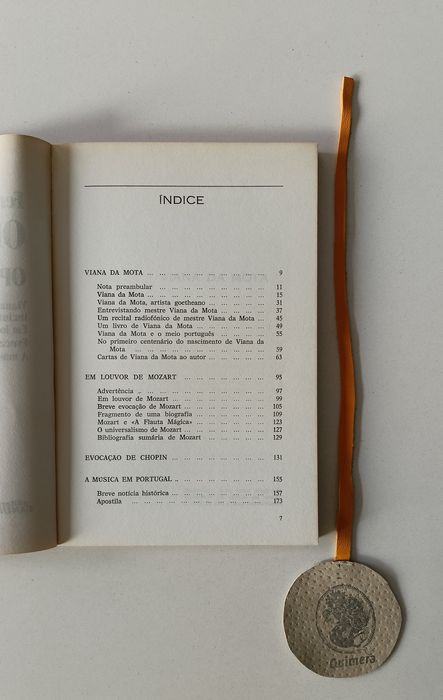 ÍNDICE
VIANA DA MOTA ... ... ... ... ... ... ... ... ... 9
Nota preambular ... ... ... ... ... ... ... ... 11
Viana da Mota ... ... ... ... ... ... ... ... ... 15
Viana da Mota, artista goetheano ... ... ... ... 31
Entrevistando mestre Viana da Mota ... ... ... 37
Um recital radiofónico de mestre Viana da Mota ... 45
Um livro de Viana da Mota ... ... ... ... ... 49
Viana da Mota e o meio português ... ... ... ... 55
No primeiro centenário do nascimento de Viana da
Mota ... ... ... ... ... ... ... ... ... 59
Cartas de Viana da Mota ao autor ... ... ... ... 63
EM LOUVOR DE MOZART ... ... ... ... ... ... 95
Advertência .. ... ... ... ... ... ... ... ... 97
Em louvor de Mozart ... ... ... ... ... ... ... 99
Breve evocação de Mozart ... ... ... ... ... ... 105
Fragmento de uma biografia ... ... ... ... ... 109
Mozart e «A Flauta Mágica» ... ... ... ... ... 123
O universalismo de Mozart ... ... ... ... ... ... 127
Bibliografia sumária de Mozart ... ... ... ... 129
EVOCAÇÃO DE CHOPIN ... ... ... ... ... ... 131
A MÚSICA EM PORTUGAL .. ... ... ... ... ... 155
Breve notícia histórica ... ... ... ... ... ... ... 157
Apostila ... ... ... ... ... ... ... ... ... 173
7
Quimera